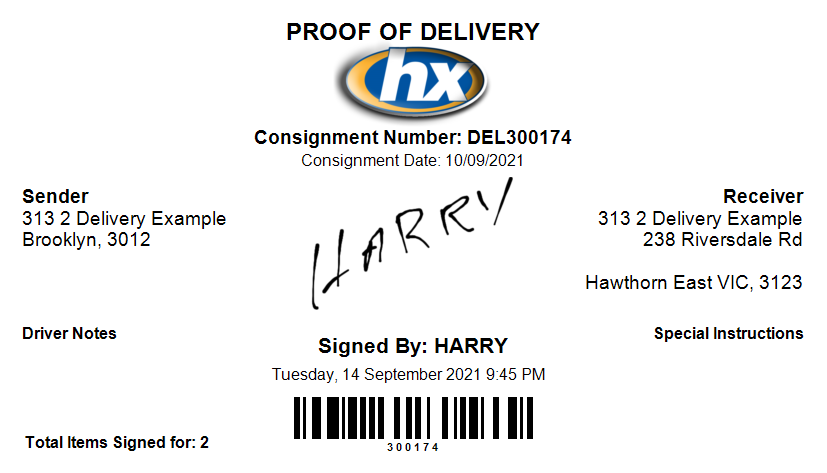 PROOF OF DELIVERY
hx
Consignment Number: DEL300174
Consignment Date: 10/09/2021
Sender
313 2 Delivery Example
Brooklyn, 3012
HARRY
Receiver
313 2 Delivery Example
238 Riversdale Rd
Hawthorn East VIC, 3123
Driver Notes
Special Instructions
Signed By: HARRY
Tuesday, 14 September 2021 9:45 PM
Total Items Signed for: 2
300174